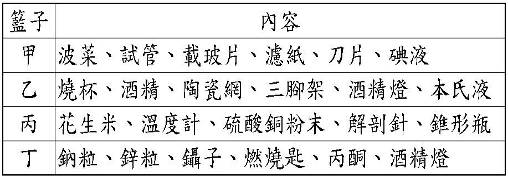 籃子 內容
甲 波菜、試管、載玻片、濾紙、刀片、碘液
乙 燒杯、酒精、陶瓷網、三腳架、酒精燈、本氏液
丙 花生米、溫度計、硫酸銅粉末、解剖針、錐形瓶
丁 鈉粒、鋅粒、鑷子、燃燒匙、丙酮、酒精燈